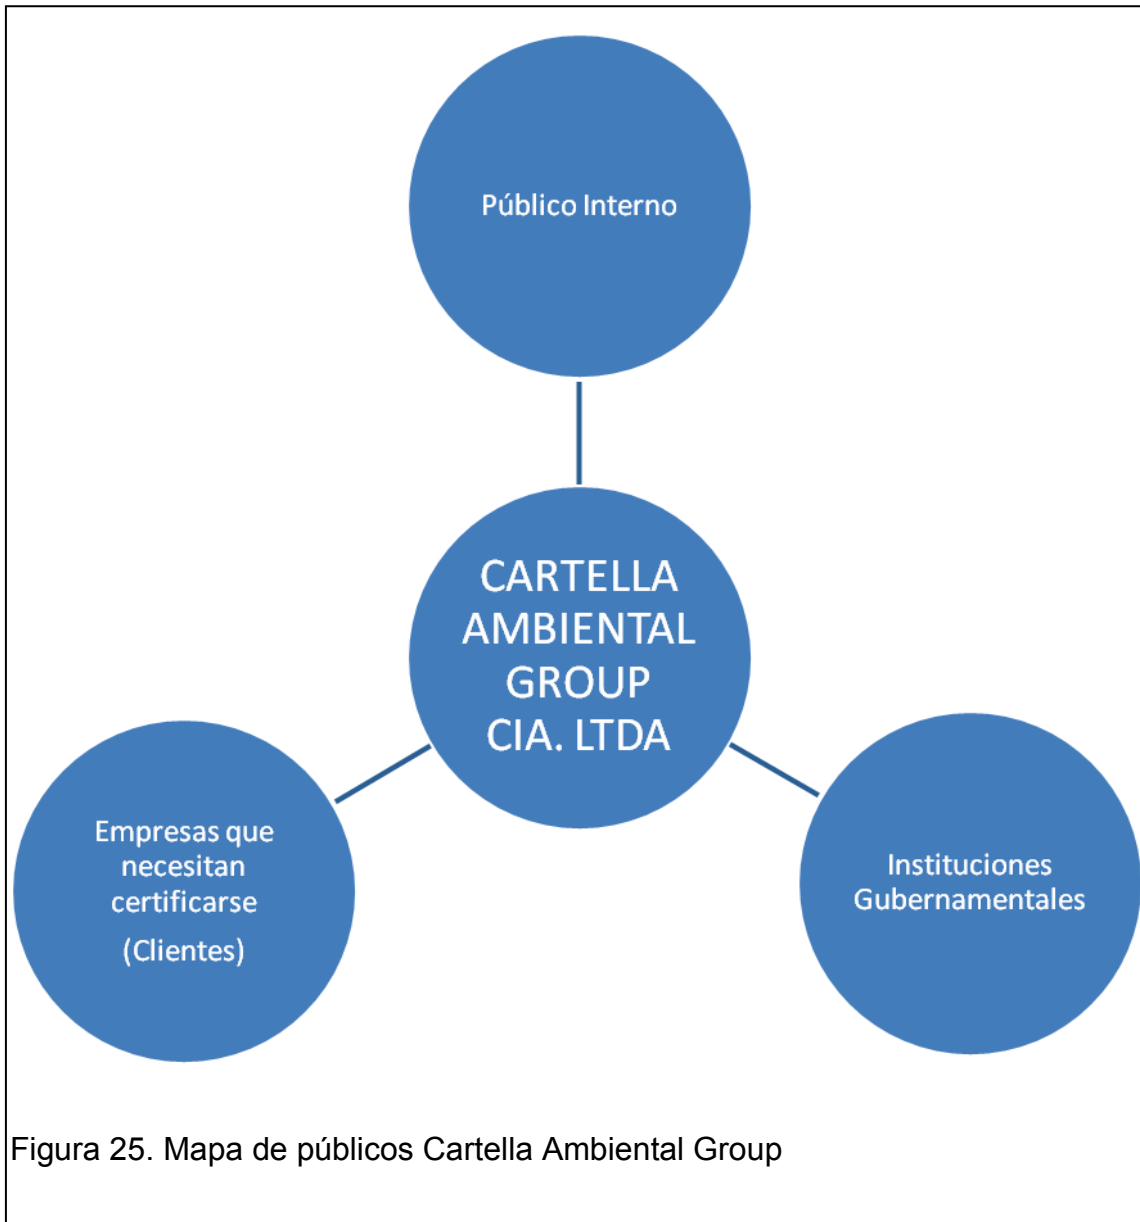 Público Interno
CARTELLA
AMBIENTAL
GROUP
CIA. LTDA
Empresas que
necesitan
certificarse
(Clientes)
Instituciones
Gubernamentales
Figura 25. Mapa de públicos Cartella Ambiental Group